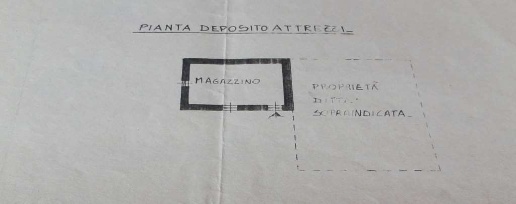 PIANTA DEPOSITO ATTREZZI
MAGAZZINO
PROPRIETÀ
DITTA
SOPRAINDICATA